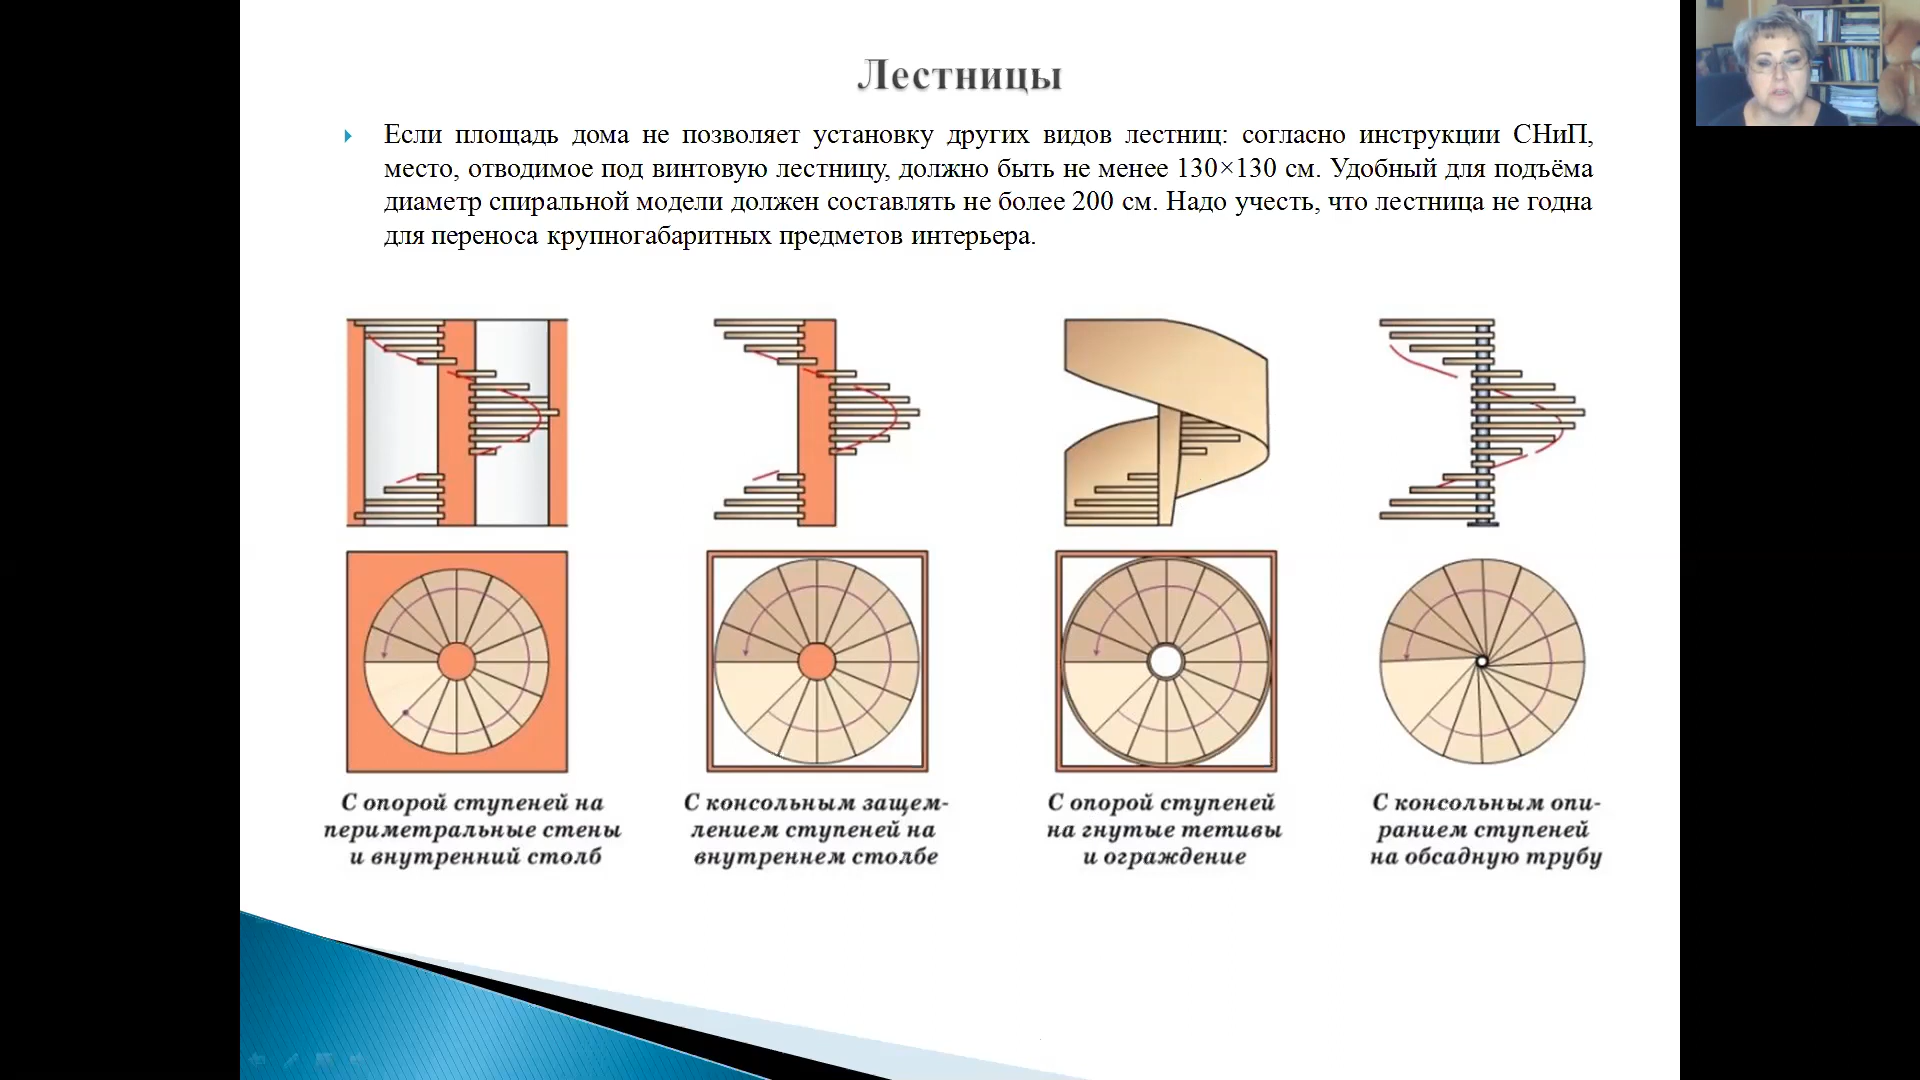 Лестницы
Если площадь дома не позволяет установку других видов лестниц: согласно инструкции СНиП,
место, отводимое под винтовую лестницу, должно быть не менее 130×130 см. Удобный для подъёма
диаметр спиральной модели должен составлять не более 200 см. Надо учесть, что лестница не годна
для переноса крупногабаритных предметов интерьера.
С опорой ступеней на
периметральные стены
и внутренний столб
С консольным защем-
лением ступеней на
внутреннем столбе
С опорой ступеней
на гнутые тетивы
и ограждение
С консольным опи-
ранием ступеней
на обсадную трубу